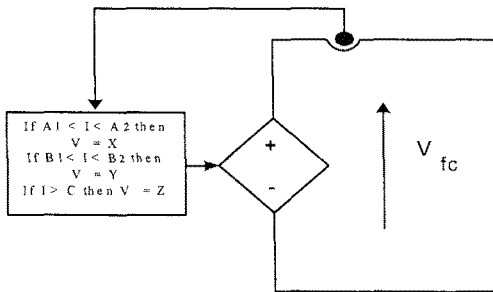 If A1 < I < A2 then
V = X
If B1 < I < B2 then
V = Y
If I > C then V = Z
+
-
V fc